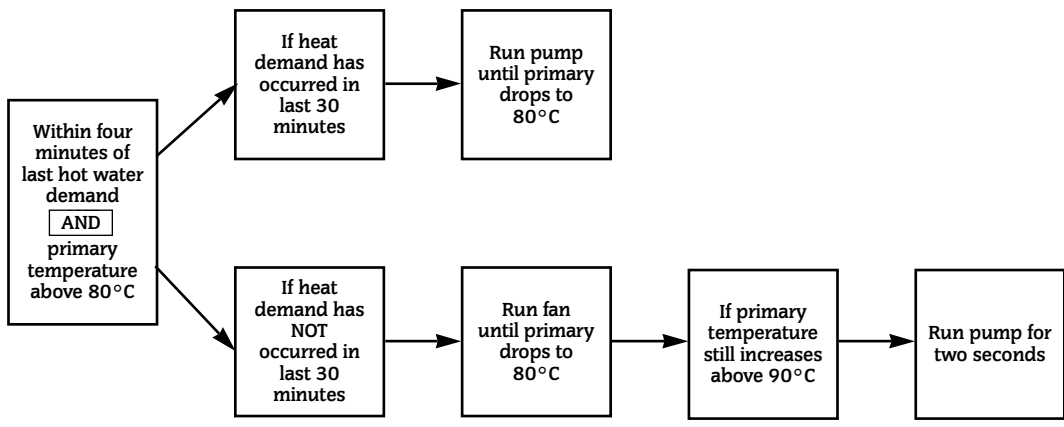 Within four
minutes of
last hot water
demand
AND
primary
temperature
above 80°C
If heat
demand has
occurred in
last 30
minutes
Run pump
until primary
drops to
80°C
If heat
demand has
NOT
occurred in
last 30
minutes
Run fan
until primary
drops to
80°C
If primary
temperature
still increases
above 90°C
Run pump for
two seconds